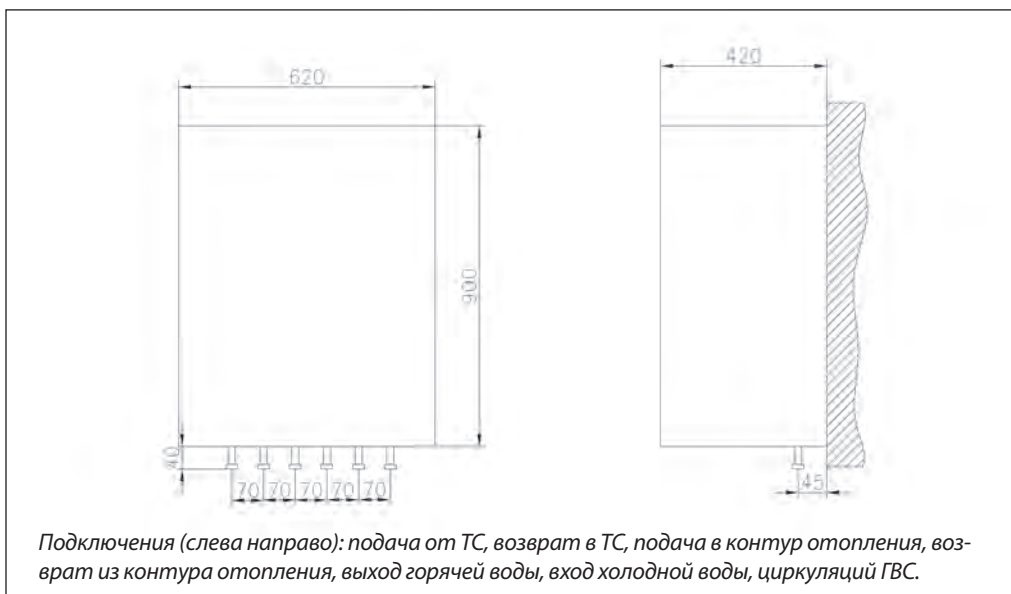 620
420
900
40
70 70 70 70 70
45
Подключения (слева направо): подача от ТС, возврат в ТС, подача в контур отопления, воз-
врат из контура отопления, выход горячей воды, вход холодной воды, циркуляций ГВС.